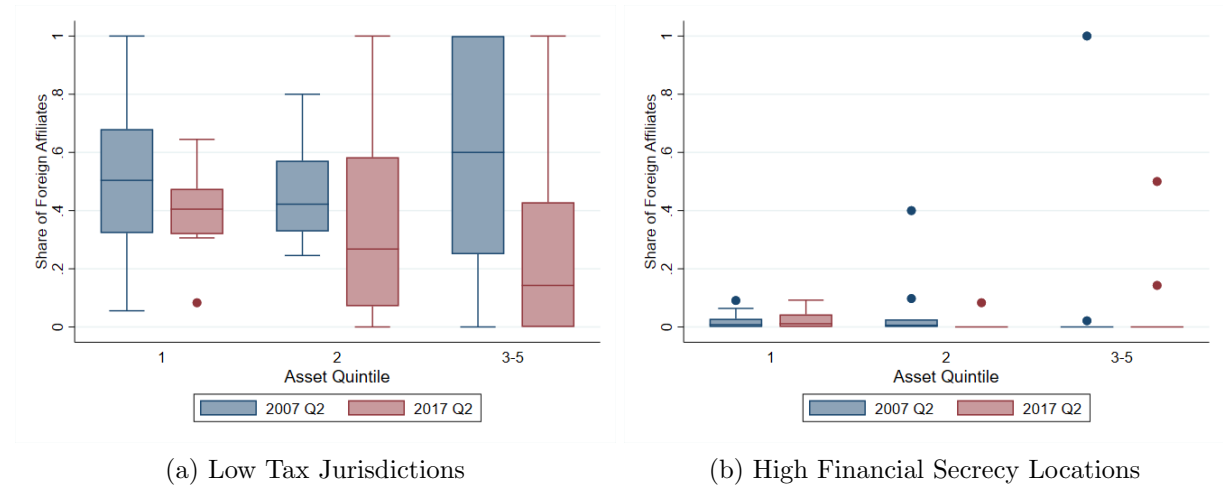 Share of Foreign Affiliates
1
.8
.6
.4
.2
0
1 2 3-5
Asset Quintile
2007 Q2 2017 Q2
(a) Low Tax Jurisdictions
Share of Foreign Affiliates
1
.8
.6
.4
.2
0
1 2 3-5
Asset Quintile
2007 Q2 2017 Q2
(b) High Financial Secrecy Locations